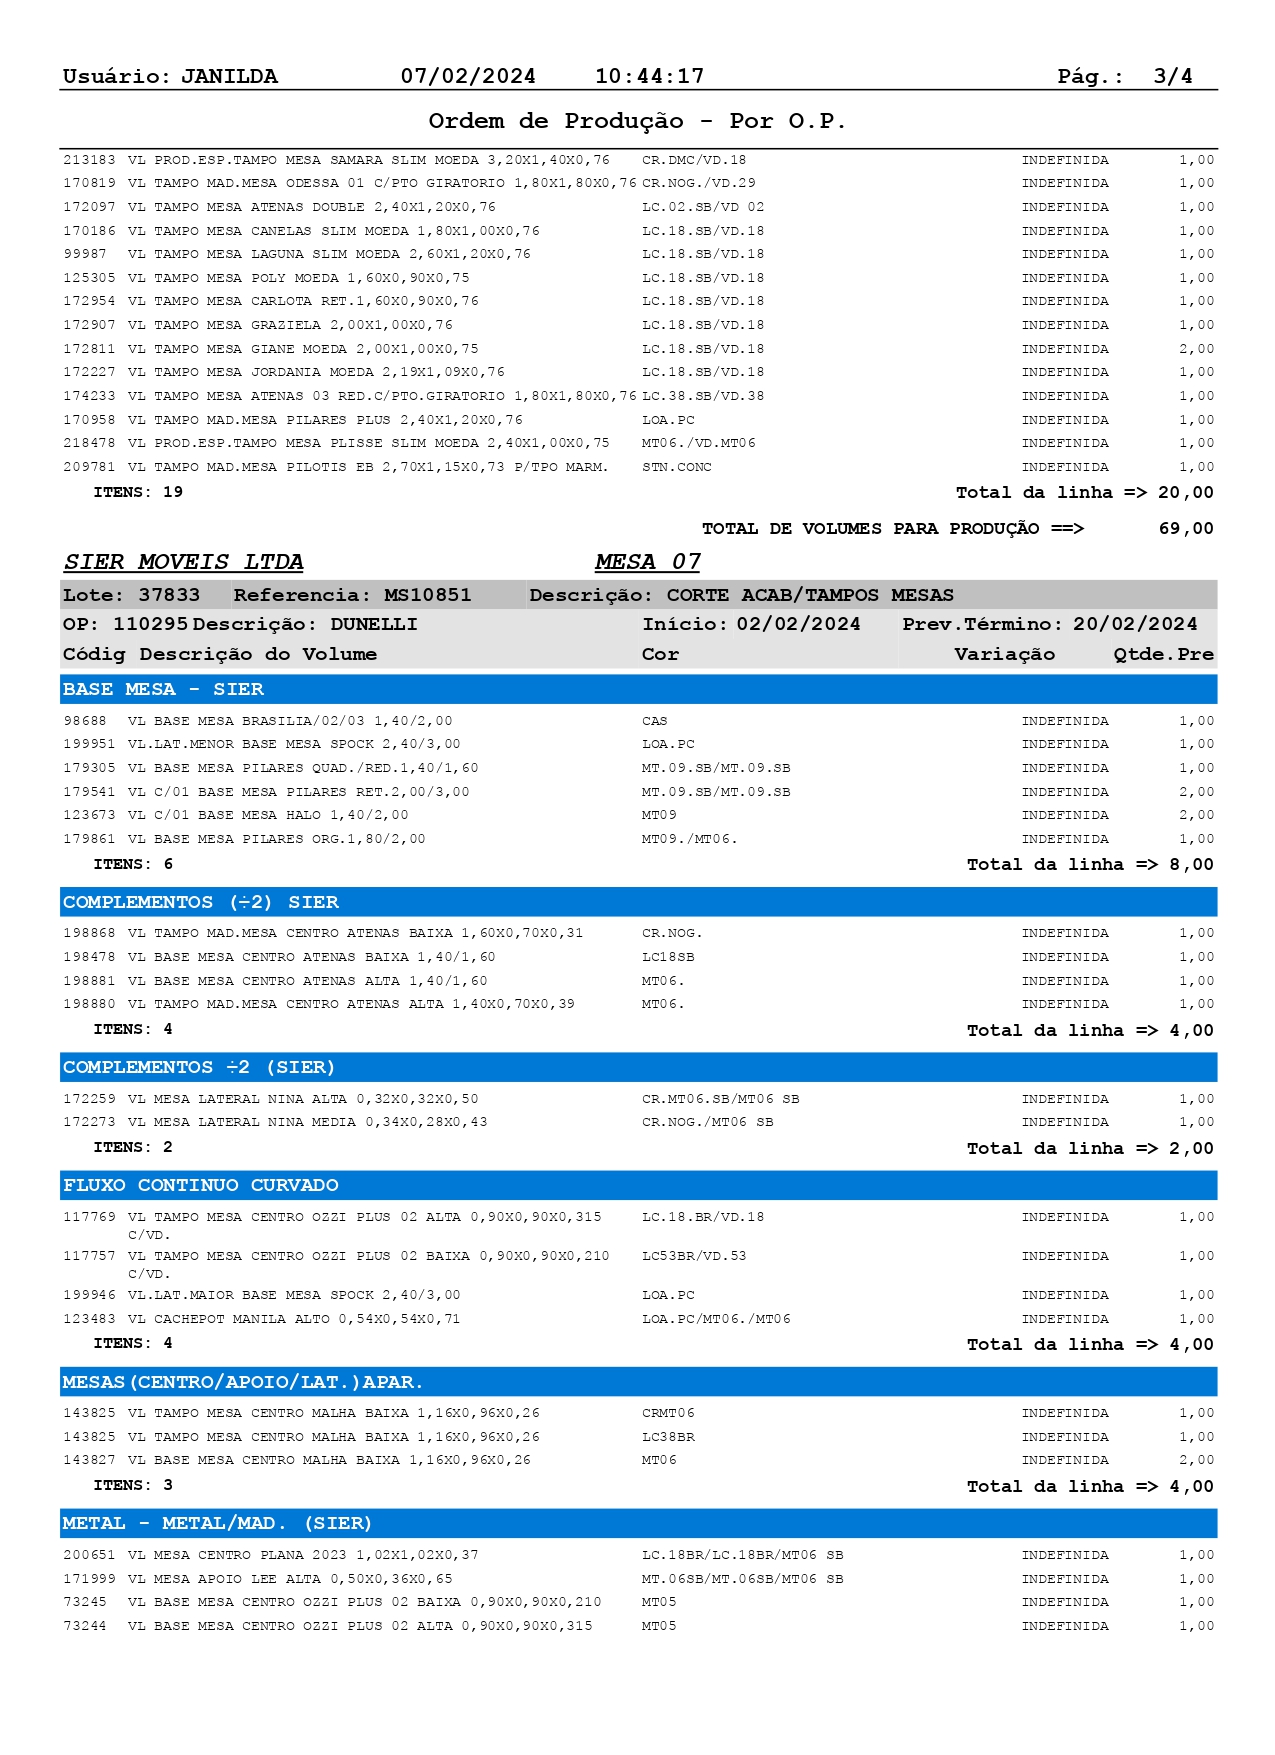 Usuário: JANILDA 07/02/2024 10:44:17 Pág.: 3/4
Ordem de Produção - Por O.P.
213183 VL PROD.ESP.TAMPO MESA SAMARA SLIM MOEDA 3,20X1,40X0,76 CR.DMC/VD.18 INDEFINIDA 1,00
170819 VL TAMPO MAD.MESA ODESSA 01 C/PTO GIRATORIO 1,80X1,80X0,76 CR.NOG./VD.29 INDEFINIDA 1,00
172097 VL TAMPO MESA ATENAS DOUBLE 2,40X1,20X0,76 LC.02.SB/VD 02 INDEFINIDA 1,00
170186 VL TAMPO MESA CANELAS SLIM MOEDA 1,80X1,00X0,76 LC.18.SB/VD.18 INDEFINIDA 1,00
99987 VL TAMPO MESA LAGUNA SLIM MOEDA 2,60X1,20X0,76 LC.18.SB/VD.18 INDEFINIDA 1,00
125305 VL TAMPO MESA POLY MOEDA 1,60X0,90X0,75 LC.18.SB/VD.18 INDEFINIDA 1,00
172954 VL TAMPO MESA CARLOTA RET.1,60X0,90X0,76 LC.18.SB/VD.18 INDEFINIDA 1,00
172907 VL TAMPO MESA GRAZIELA 2,00X1,00X0,76 LC.18.SB/VD.18 INDEFINIDA 1,00
172811 VL TAMPO MESA GIANE MOEDA 2,00X1,00X0,75 LC.18.SB/VD.18 INDEFINIDA 2,00
172227 VL TAMPO MESA JORDANIA MOEDA 2,19X1,09X0,76 LC.18.SB/VD.18 INDEFINIDA 1,00
174233 VL TAMPO MESA ATENAS 03 RED.C/PTO.GIRATORIO 1,80X1,80X0,76 LC.38.SB/VD.38 INDEFINIDA 1,00
170958 VL TAMPO MAD.MESA PILARES PLUS 2,40X1,20X0,76 LOA.PC INDEFINIDA 1,00
218478 VL PROD.ESP.TAMPO MESA PLISSE SLIM MOEDA 2,40X1,00X0,75 MT06./VD.MT06 INDEFINIDA 1,00
209781 VL TAMPO MAD.MESA PILOTIS EB 2,70X1,15X0,73 P/TPO MARM. STN.CONC INDEFINIDA 1,00
ITENS: 19 Total da linha => 20,00
TOTAL DE VOLUMES PARA PRODUÇÃO ==> 69,00
SIER MOVEIS LTDA MESA 07
Lote: 37833 Referencia: MS10851 Descrição: CORTE ACAB/TAMPOS MESAS
OP: 110295 Descrição: DUNELLI Início: 02/02/2024 Prev.Término: 20/02/2024
Códig Descrição do Volume Cor Variação Qtde.Pre
BASE MESA - SIER
98688 VL BASE MESA BRASILIA/02/03 1,40/2,00 CAS INDEFINIDA 1,00
199951 VL.LAT.MENOR BASE MESA SPOCK 2,40/3,00 LOA.PC INDEFINIDA 1,00
179305 VL BASE MESA PILARES QUAD./RED.1,40/1,60 MT.09.SB/MT.09.SB INDEFINIDA 1,00
179541 VL C/01 BASE MESA PILARES RET.2,00/3,00 MT.09.SB/MT.09.SB INDEFINIDA 2,00
123673 VL C/01 BASE MESA HALO 1,40/2,00 MT09 INDEFINIDA 2,00
179861 VL BASE MESA PILARES ORG.1,80/2,00 MT09./MT06. INDEFINIDA 1,00
ITENS: 6 Total da linha => 8,00
COMPLEMENTOS (÷2) SIER
198868 VL TAMPO MAD.MESA CENTRO ATENAS BAIXA 1,60X0,70X0,31 CR.NOG. INDEFINIDA 1,00
198478 VL BASE MESA CENTRO ATENAS BAIXA 1,40/1,60 LC18SB INDEFINIDA 1,00
198881 VL BASE MESA CENTRO ATENAS ALTA 1,40/1,60 MT06. INDEFINIDA 1,00
198880 VL TAMPO MAD.MESA CENTRO ATENAS ALTA 1,40X0,70X0,39 MT06. INDEFINIDA 1,00
ITENS: 4 Total da linha => 4,00
COMPLEMENTOS ÷2 (SIER)
172259 VL MESA LATERAL NINA ALTA 0,32X0,32X0,50 CR.MT06.SB/MT06 SB INDEFINIDA 1,00
172273 VL MESA LATERAL NINA MEDIA 0,34X0,28X0,43 CR.NOG./MT06 SB INDEFINIDA 1,00
ITENS: 2 Total da linha => 2,00
FLUXO CONTINUO CURVADO
117769 VL TAMPO MESA CENTRO OZZI PLUS 02 ALTA 0,90X0,90X0,315 LC.18.BR/VD.18 INDEFINIDA 1,00
C/VD.
117757 VL TAMPO MESA CENTRO OZZI PLUS 02 BAIXA 0,90X0,90X0,210 LC53BR/VD.53 INDEFINIDA 1,00
C/VD.
199946 VL.LAT.MAIOR BASE MESA SPOCK 2,40/3,00 LOA.PC INDEFINIDA 1,00
123483 VL CACHEPOT MANILA ALTO 0,54X0,54X0,71 LOA.PC/MT06./MT06 INDEFINIDA 1,00
ITENS: 4 Total da linha => 4,00
MESAS(CENTRO/APOIO/LAT.)APAR.
143825 VL TAMPO MESA CENTRO MALHA BAIXA 1,16X0,96X0,26 CRMT06 INDEFINIDA 1,00
143825 VL TAMPO MESA CENTRO MALHA BAIXA 1,16X0,96X0,26 LC38BR INDEFINIDA 1,00
143827 VL BASE MESA CENTRO MALHA BAIXA 1,16X0,96X0,26 MT06 INDEFINIDA 2,00
ITENS: 3 Total da linha => 4,00
METAL - METAL/MAD. (SIER)
200651 VL MESA CENTRO PLANA 2023 1,02X1,02X0,37 LC.18BR/LC.18BR/MT06 SB INDEFINIDA 1,00
171999 VL MESA APOIO LEE ALTA 0,50X0,36X0,65 MT.06SB/MT.06SB/MT06 SB INDEFINIDA 1,00
73245 VL BASE MESA CENTRO OZZI PLUS 02 BAIXA 0,90X0,90X0,210 MT05 INDEFINIDA 1,00
73244 VL BASE MESA CENTRO OZZI PLUS 02 ALTA 0,90X0,90X0,315 MT05 INDEFINIDA 1,00